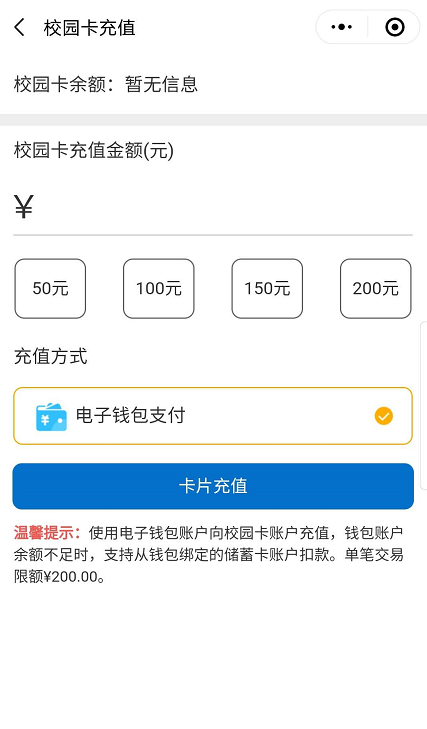 校园卡充值
校园卡余额：暂无信息
校园卡充值金额(元)
¥
50元
100元
150元
200元
充值方式
¥
电子钱包支付
卡片充值
温馨提示：使用电子钱包账户向校园卡账户充值，钱包账户
余额不足时，支持从钱包绑定的储蓄卡账户扣款。单笔交易
限额¥200.00。